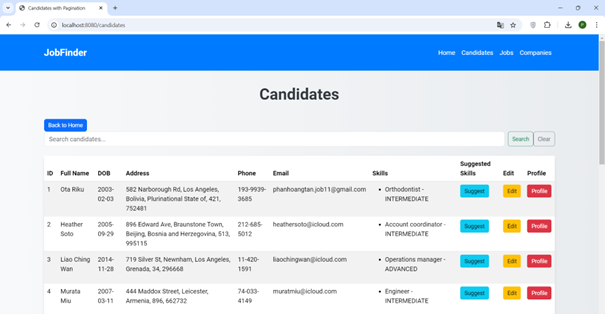 Candidates with Pagination
localhost:8080/candidates
JobFinder
Home Candidates Jobs Companies
Candidates
Back to Home
Search candidates...
Search Clear
ID Full Name DOB Address Phone Email Skills Suggested Skills Edit Profile
1 Ota Riku 2003-02-03 582 Narborough Rd, Los Angeles, Bolivia, Plurinational State of, 421, 752481 193-9939-3685 phanhoangtan.job11@gmail.com • Orthodontist - INTERMEDIATE Suggest Edit Profile
2 Heather Soto 2005-09-29 896 Edward Ave, Braunstone Town, Beijing, Bosnia and Herzegovina, 513, 995115 212-685-5012 heathersoto@icloud.com • Account coordinator - INTERMEDIATE Suggest Edit Profile
3 Liao Ching Wan 2014-11-28 719 Silver St, Newnham, Los Angeles, Grenada, 34, 296668 11-420-1591 liaochingwan@icloud.com • Operations manager - ADVANCED Suggest Edit Profile
4 Murata Miu 2007-03-11 444 Maddox Street, Leicester, Armenia, 896, 662732 74-033-4149 muratmiu@icloud.com • Engineer - INTERMEDIATE Suggest Edit Profile